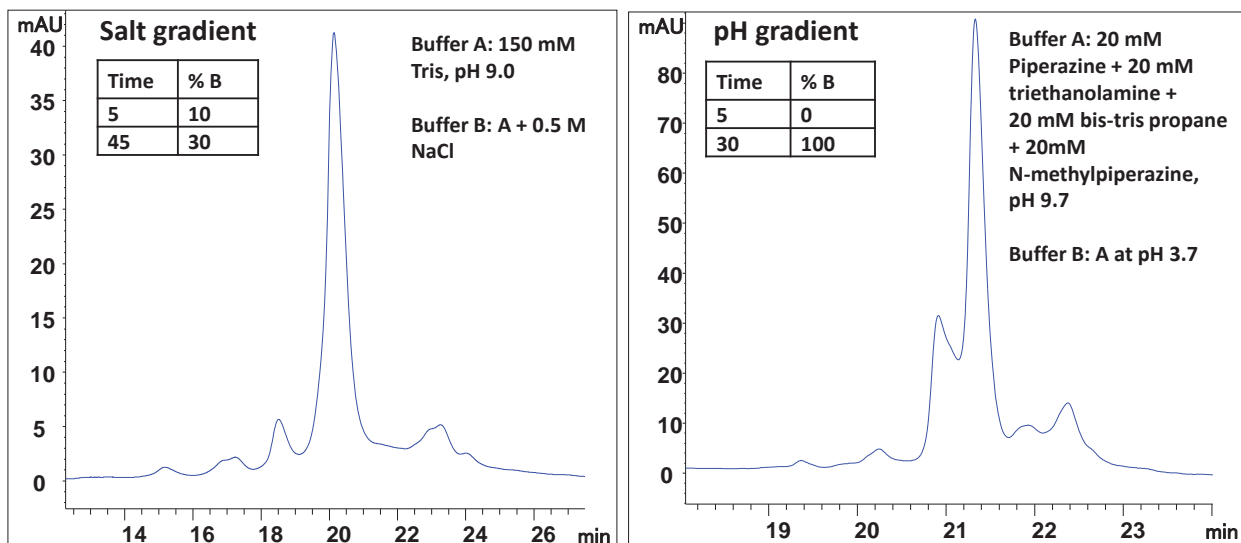 mAU
Salt gradient
Time % B
5 10
45 30
Buffer A: 150 mM
Tris, pH 9.0
Buffer B: A + 0.5 M
NaCl
40
35
30
25
20
15
10
5
0
14 16 18 20 22 24 26 min
mAU
pH gradient
Time % B
5 0
30 100
Buffer A: 20 mM
Piperazine + 20 mM
triethanolamine +
20 mM bis-tris propane
+ 20mM
N-methylpiperazine,
pH 9.7
Buffer B: A at pH 3.7
80
70
60
50
40
30
20
10
0
19 20 21 22 23 min